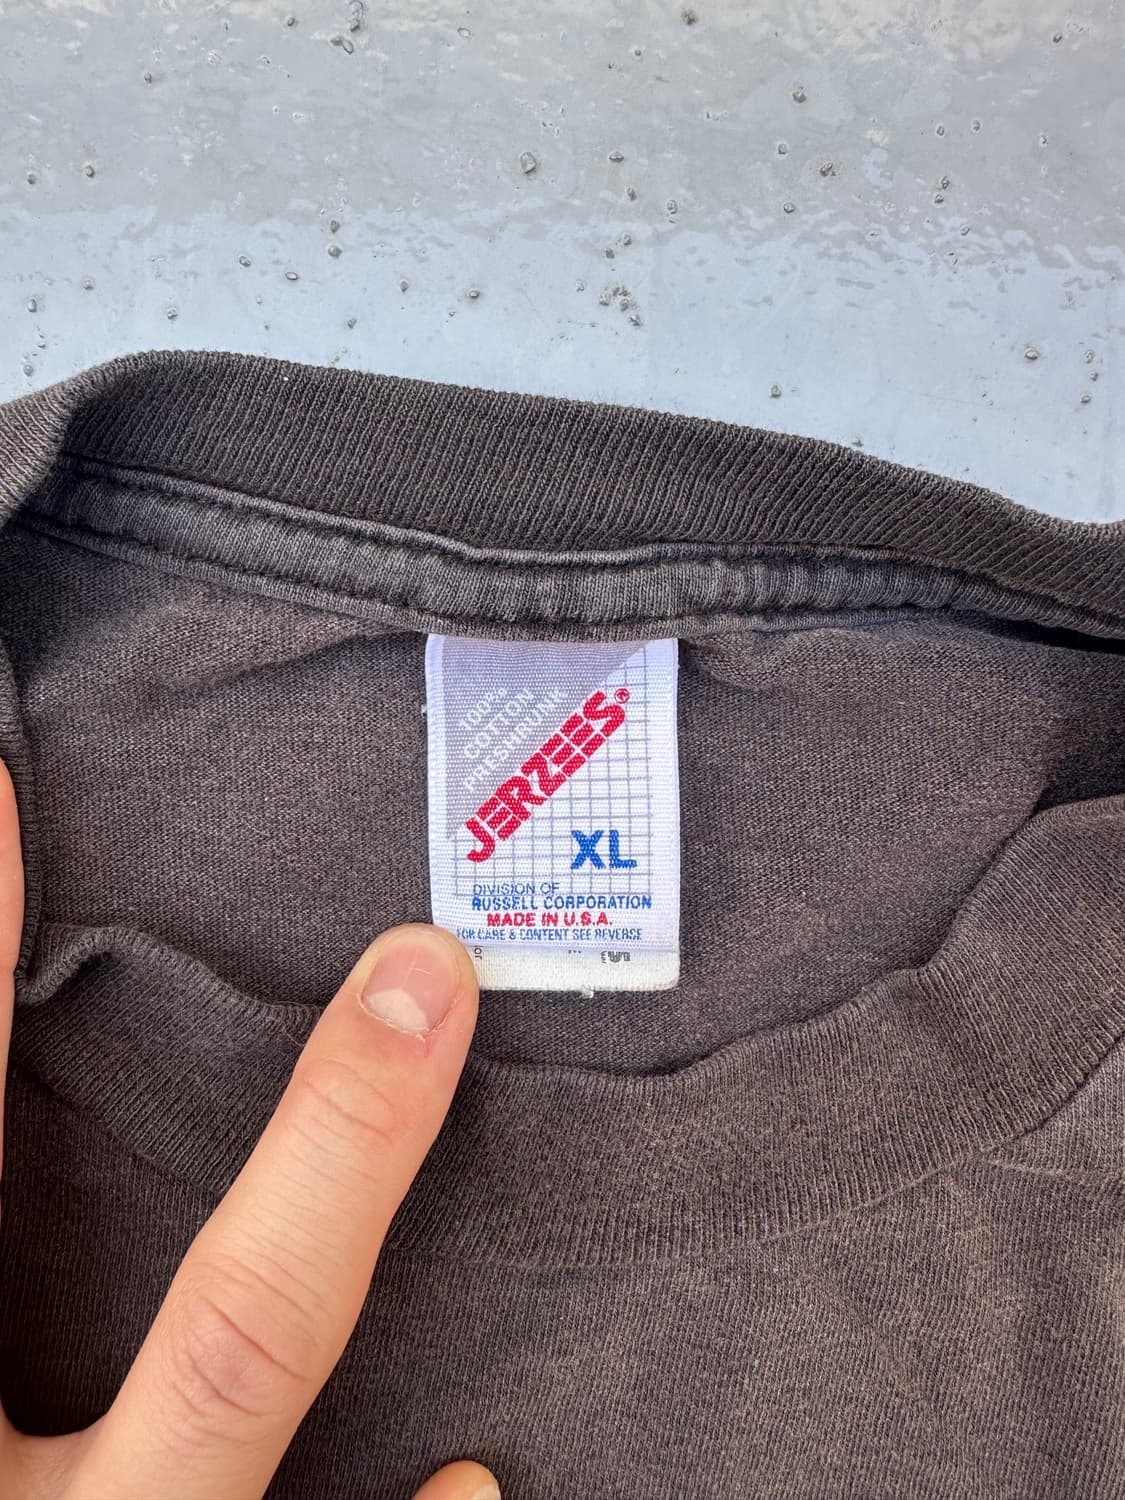 100%
COTTON
PRESHRUNK
JERZEES®
XL
DIVISION OF
RUSSELL CORPORATION
MADE IN U.S.A.
FOR CARE & CONTENT SEE REVERSE